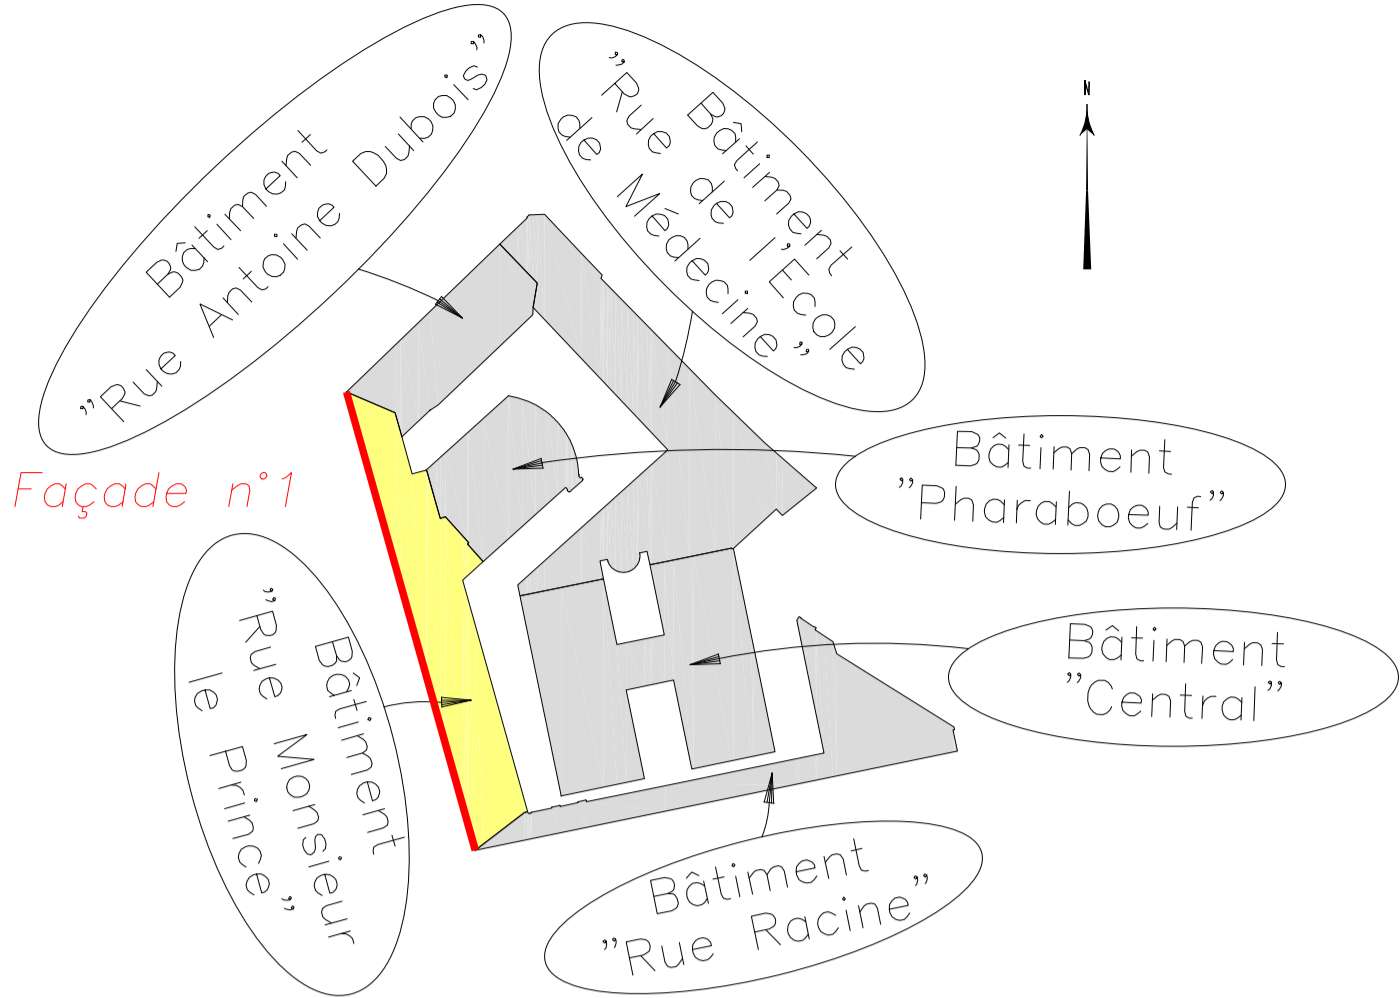 Bâtiment
”Rue Antoine Dubois”
Bâtiment
”Rue de l'Ecole
de Médecine”
N
Bâtiment
”Pharaboeuf”
Façade n°1
Bâtiment
”Rue Monsieur
le Prince”
Bâtiment
”Central”
Bâtiment
”Rue Racine”